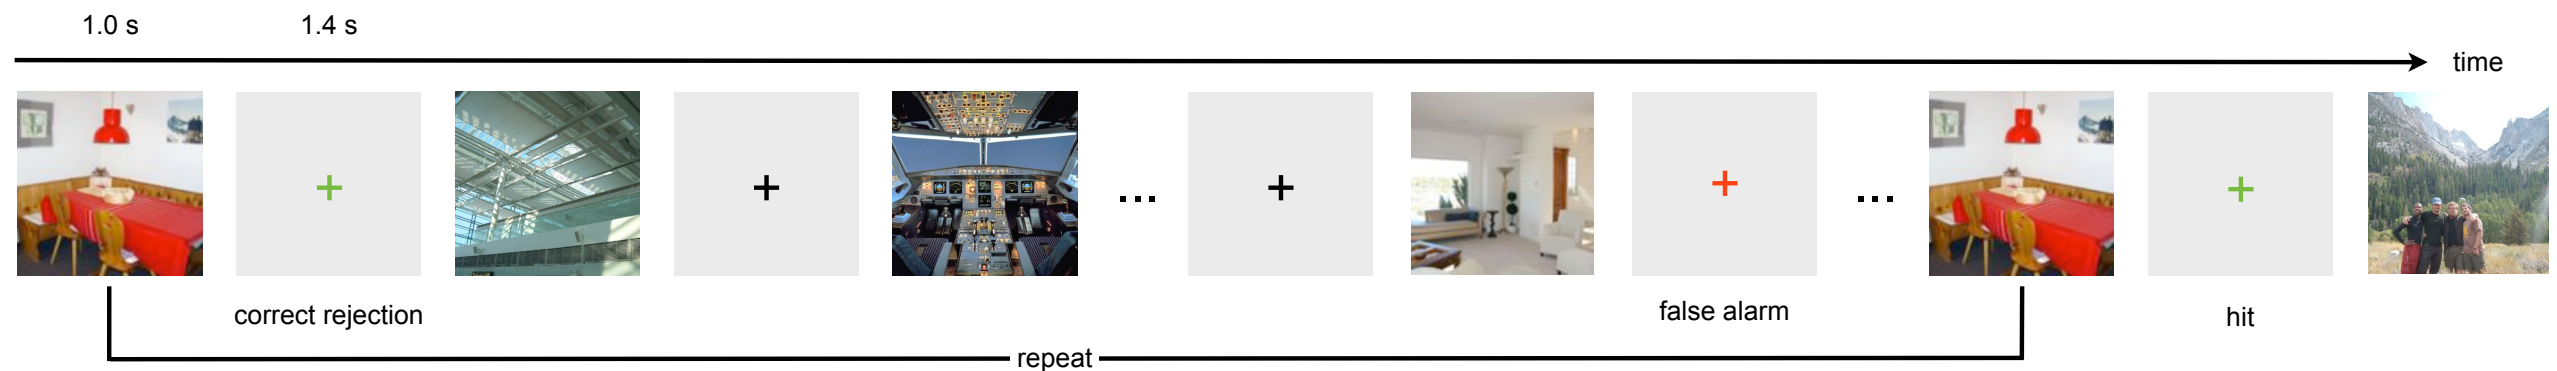 1.0 s
1.4 s
time
...
...
correct rejection
false alarm
hit
repeat